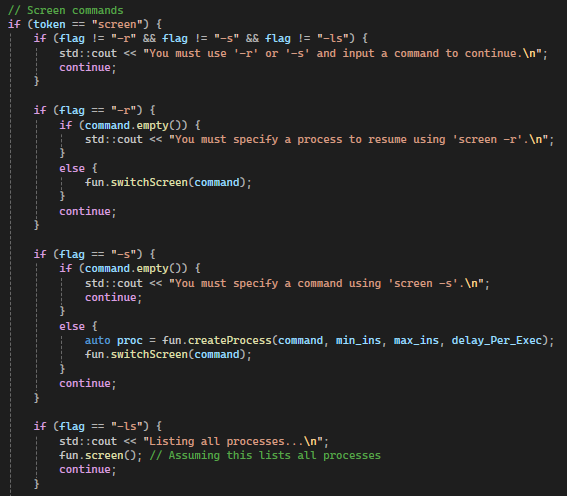 // Screen commands
if (token == "screen") {
    if (flag != "-r" && flag != "-s" && flag != "-ls") {
        std::cout << "You must use '-r' or '-s' and input a command to continue.\n";
        continue;
    }

    if (flag == "-r") {
        if (command.empty()) {
            std::cout << "You must specify a process to resume using 'screen -r'.\n";
        }
        else {
            fun.switchScreen(command);
        }
        continue;
    }

    if (flag == "-s") {
        if (command.empty()) {
            std::cout << "You must specify a command using 'screen -s'.\n";
            continue;
        }
        else {
            auto proc = fun.createProcess(command, min_ins, max_ins, delay_Per_Exec);
            fun.switchScreen(command);
        }
        continue;
    }

    if (flag == "-ls") {
        std::cout << "Listing all processes...\n";
        fun.screen(); // Assuming this lists all processes
        continue;
    }